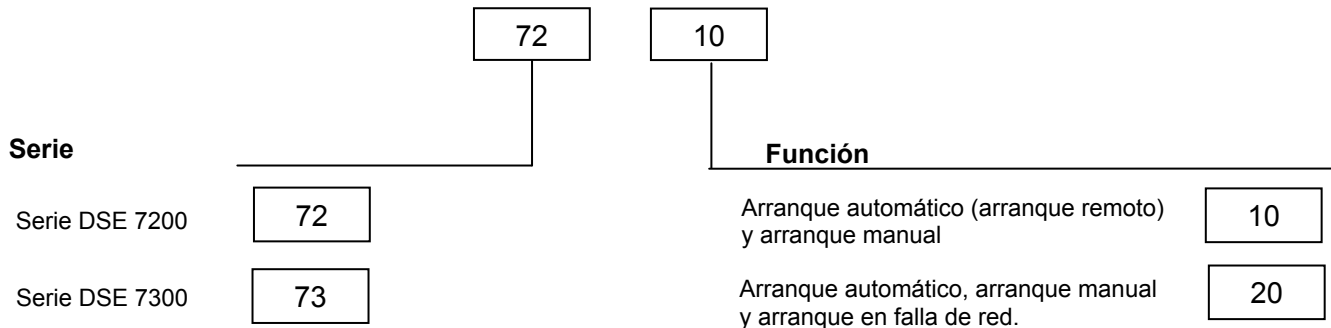 72 10
Serie
Función
Serie DSE 7200 72
Arranque automático (arranque remoto)
y arranque manual
10
Serie DSE 7300 73
Arranque automático, arranque manual
y arranque en falla de red.
20